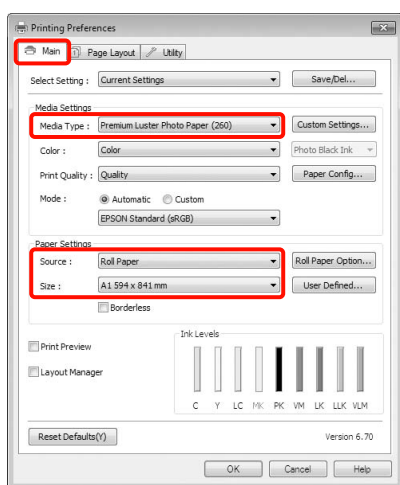 Printing Preferences
Main Page Layout Utility
Select Setting : Current Settings Save/Del...
Media Settings
Media Type : Premium Luster Photo Paper (260) Custom Settings...
Color : Color Photo Black Ink
Print Quality : Quality Paper Config...
Mode : Automatic Custom
EPSON Standard (sRGB)
Paper Settings
Source : Roll Paper Roll Paper Option...
Size : A1 594 x 841 mm User Defined...
Borderless
Ink Levels
Print Preview
Layout Manager
C Y LC MK PK VM LK LLK VLM
Reset Defaults(Y) Version 6.70
OK Cancel Help